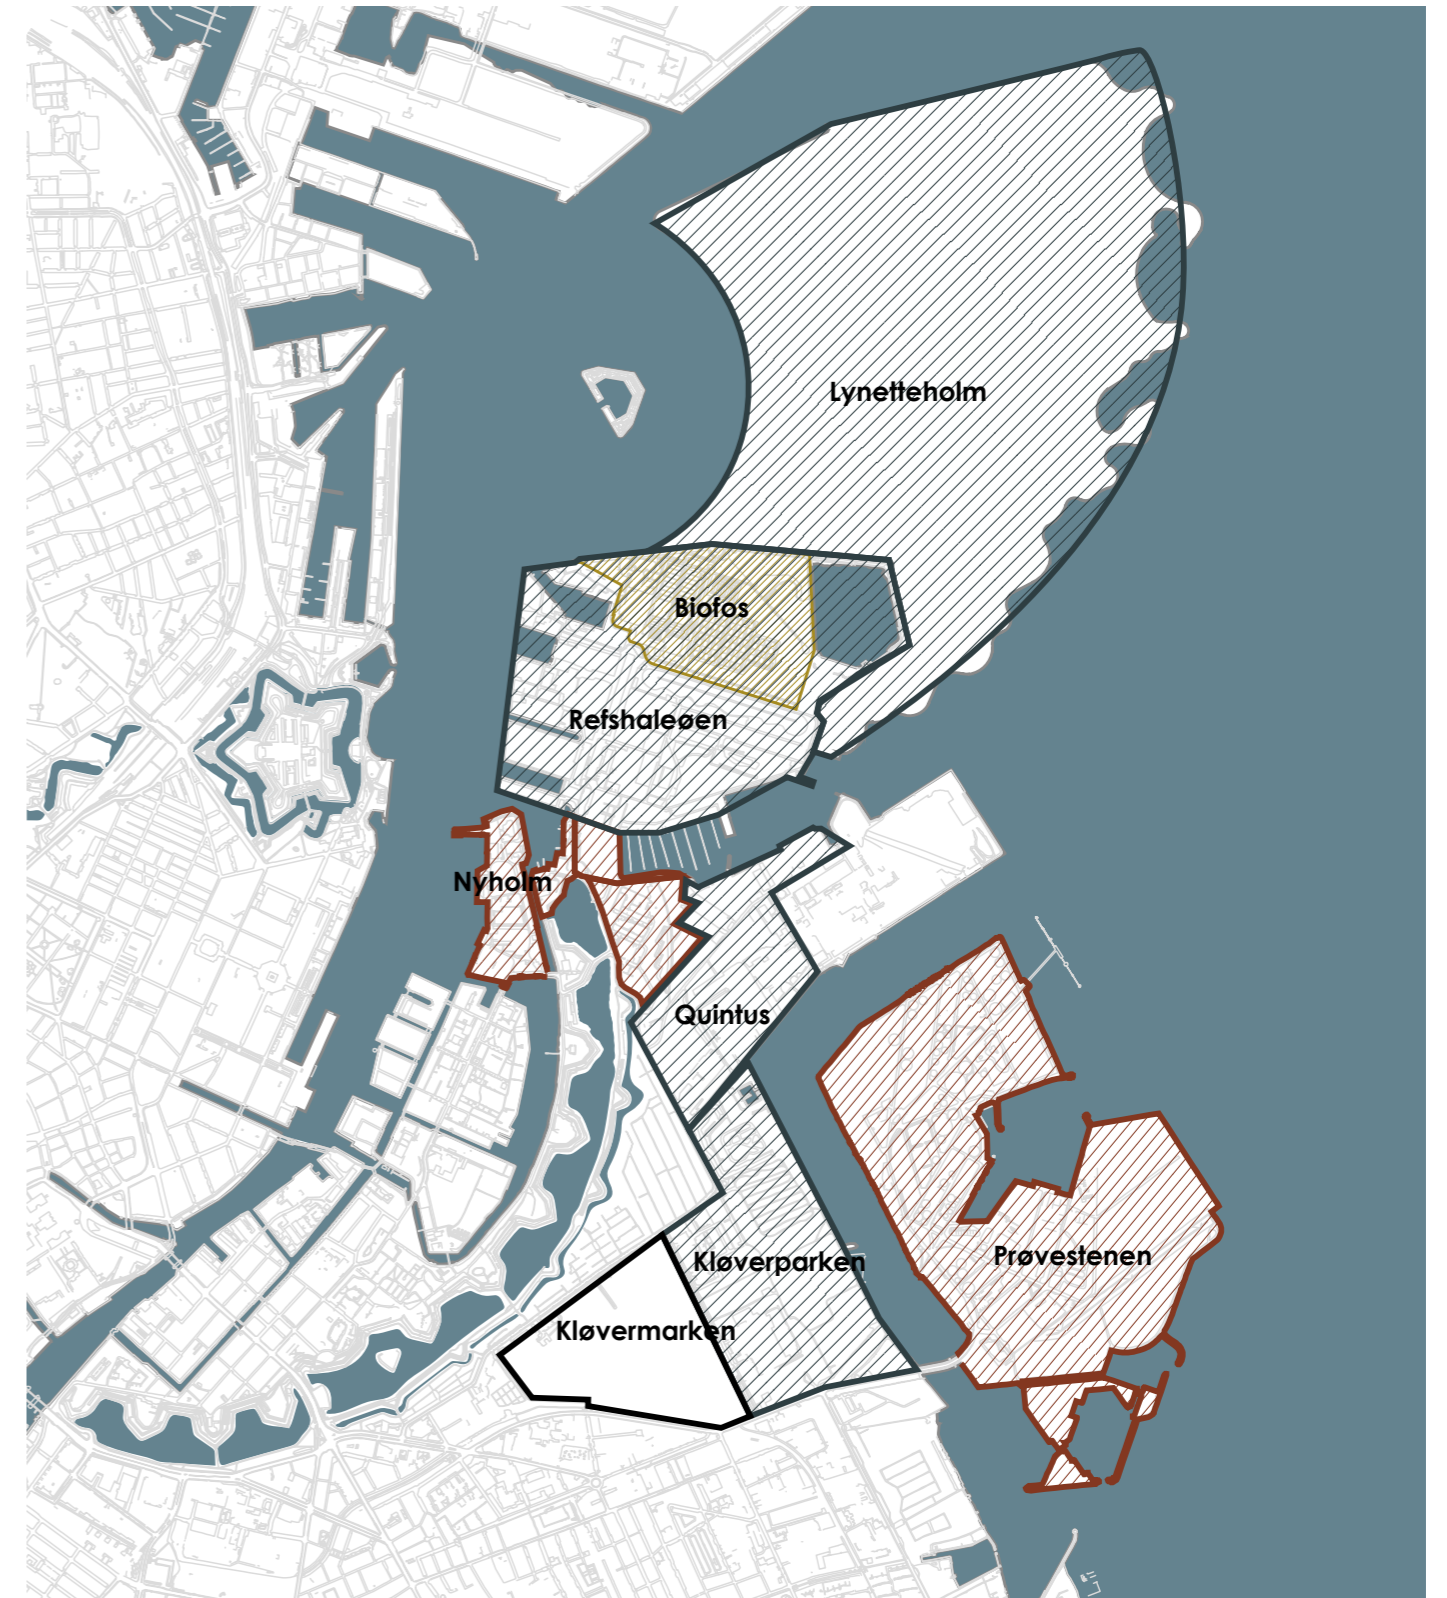 Lynetteholm
Biofos
Refshaleøen
Nyholm
Quintus
Prøvestenen
Kløverparken
Kløvermarken